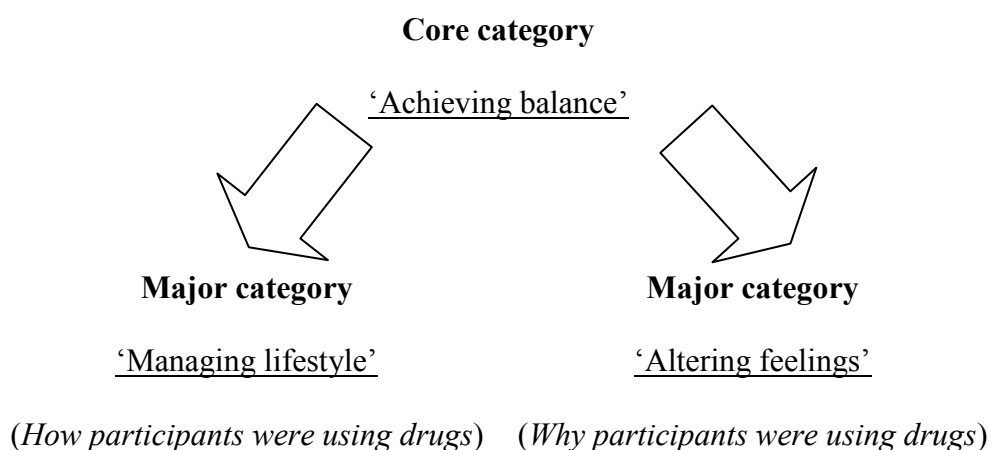 Core category
‘Achieving balance’
Major category Major category
‘Managing lifestyle’ ‘Altering feelings’
(How participants were using drugs) (Why participants were using drugs)